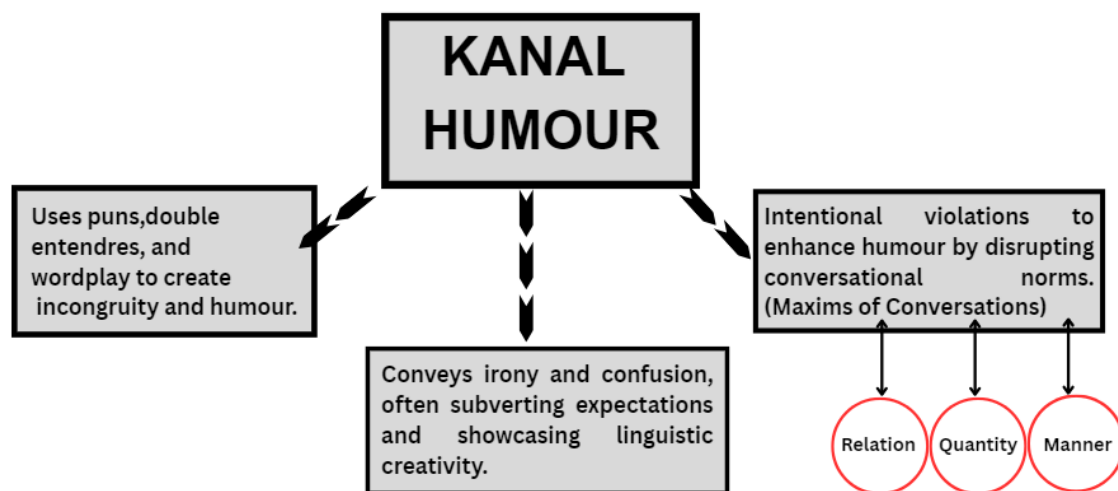 KANAL
HUMOUR
Uses puns,double
entendres, and
wordplay to create
incongruity and humour.
Conveys irony and confusion,
often subverting expectations
and showcasing linguistic
creativity.
Intentional violations to
enhance humour by disrupting
conversational norms.
(Maxims of Conversations)
Relation
Quantity
Manner